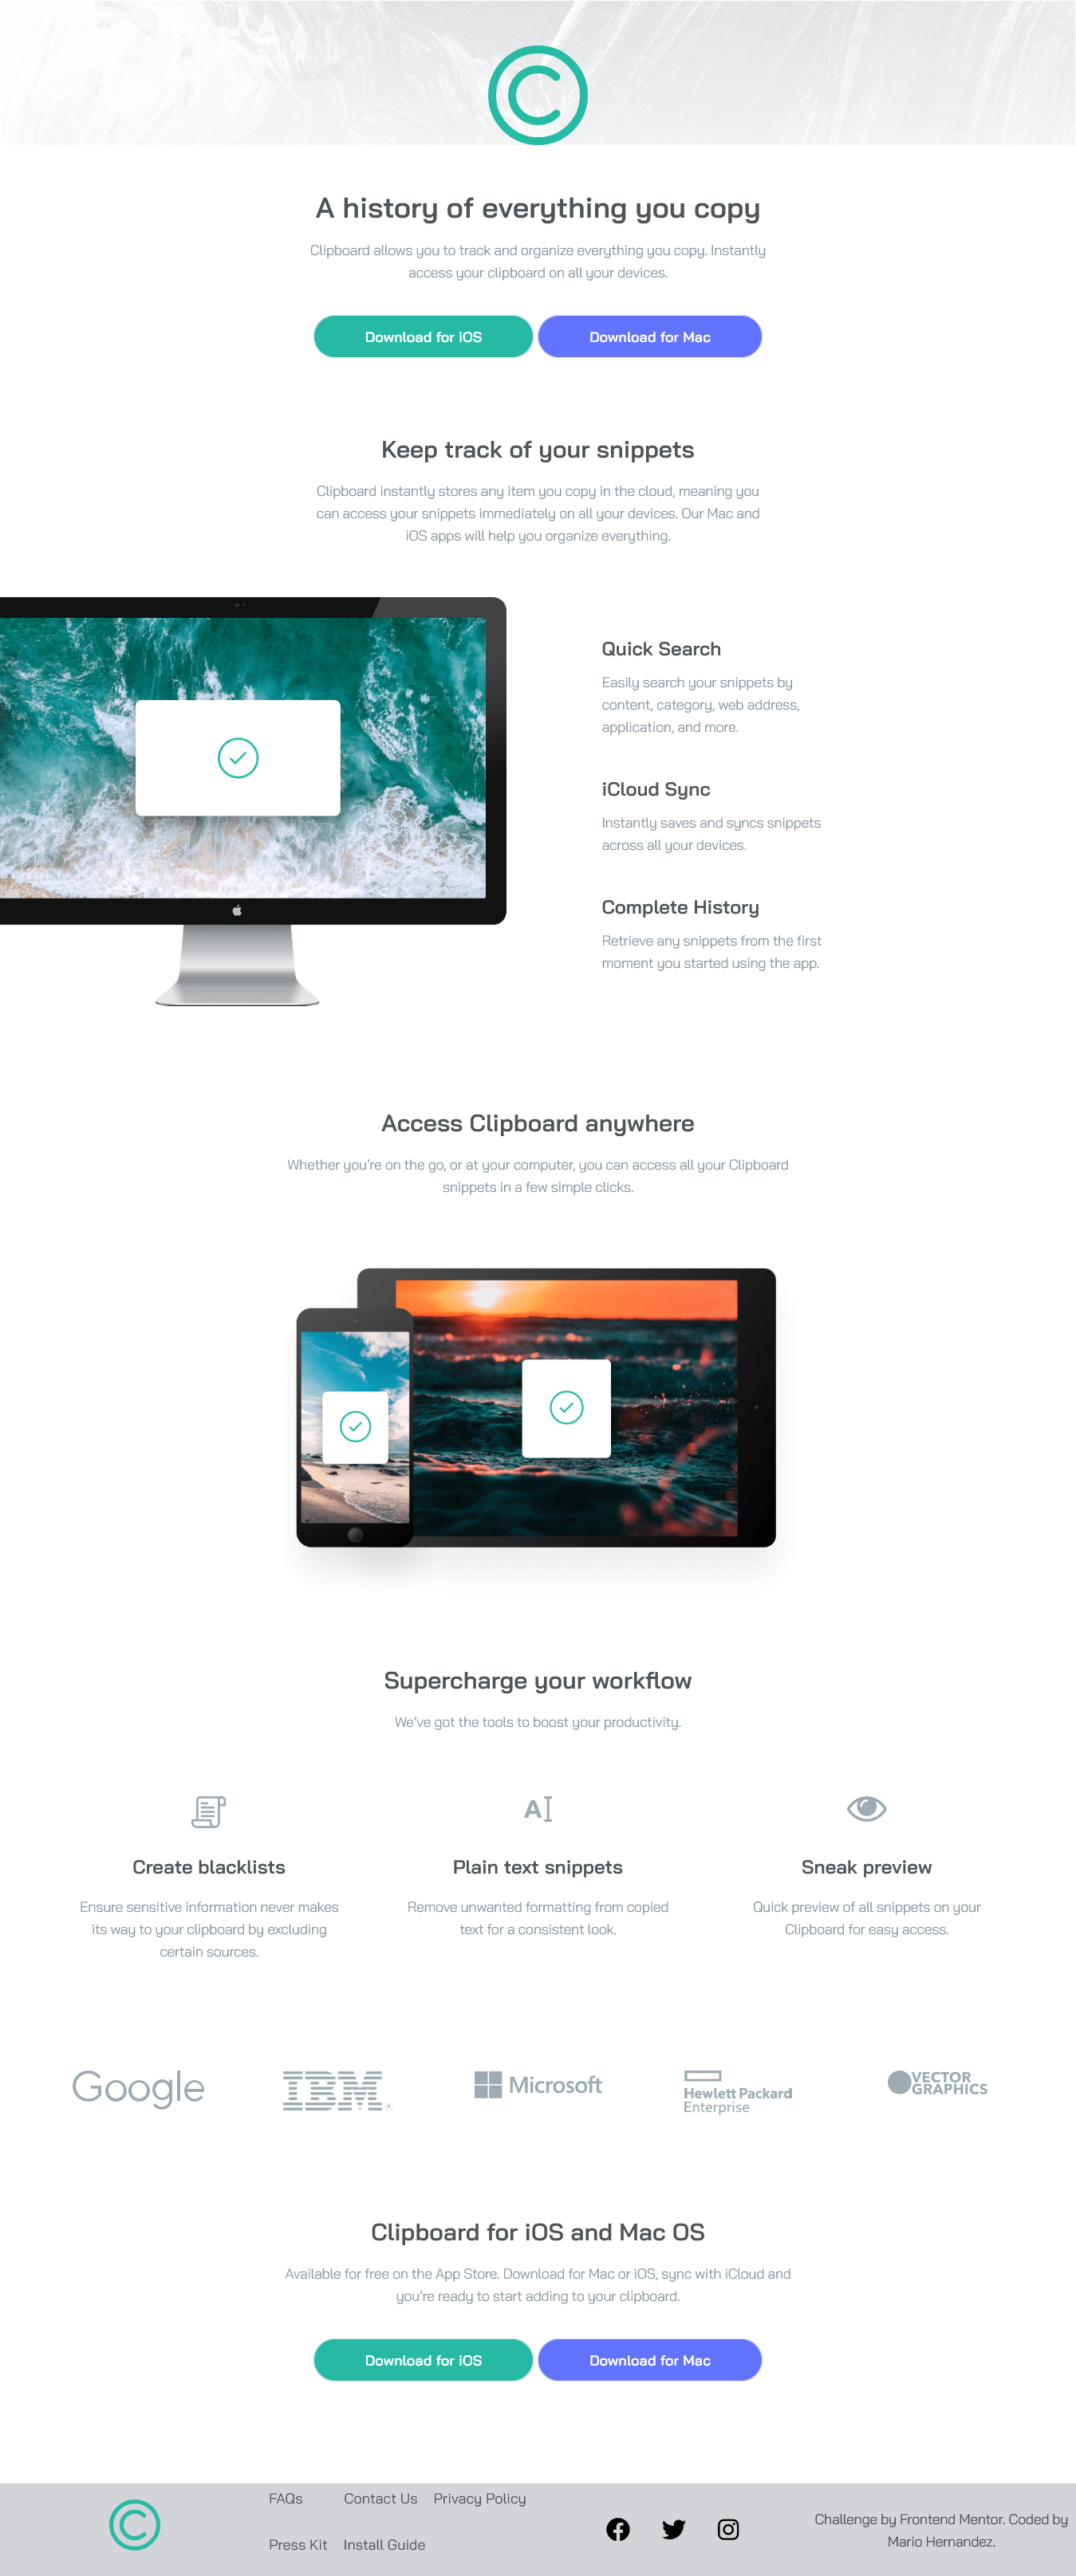 A history of everything you copy
Clipboard allows you to track and organize everything you copy. Instantly
access your clipboard on all your devices.
Download for iOS
Download for Mac
Keep track of your snippets
Clipboard instantly stores any item you copy in the cloud, meaning you
can access your snippets immediately on all your devices. Our Mac and
iOS apps will help you organize everything.
Quick Search
Easily search your snippets by
content, category, web address,
application, and more.
iCloud Sync
Instantly saves and syncs snippets
across all your devices.
Complete History
Retrieve any snippets from the first
moment you started using the app.
Access Clipboard anywhere
Whether you’re on the go, or at your computer, you can access all your Clipboard
snippets in a few simple clicks.
Supercharge your workflow
We’ve got the tools to boost your productivity.
Create blacklists
Ensure sensitive information never makes
its way to your clipboard by excluding
certain sources.
Plain text snippets
Remove unwanted formatting from copied
text for a consistent look.
Sneak preview
Quick preview of all snippets on your
Clipboard for easy access.
Google
IBM
Microsoft
Hewlett Packard
Enterprise
VECTOR
GRAPHICS
Clipboard for iOS and Mac OS
Available for free on the App Store. Download for Mac or iOS, sync with iCloud and
you’re ready to start adding to your clipboard.
Download for iOS
Download for Mac
FAQs
Contact Us
Privacy Policy
Press Kit
Install Guide
Challenge by Frontend Mentor. Coded by
Mario Hernandez.